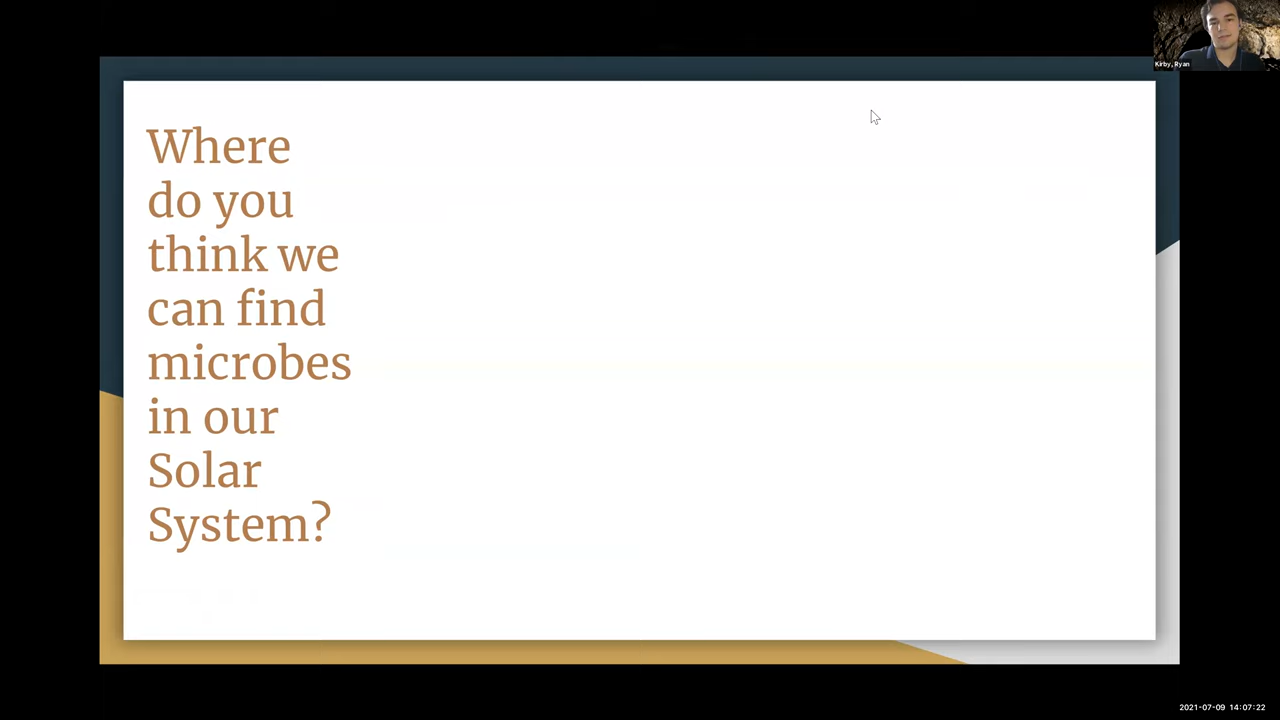 Kirby, Ryan
Where
do you
think we
can find
microbes
in our
Solar
System?
2021-07-09 14:07:22